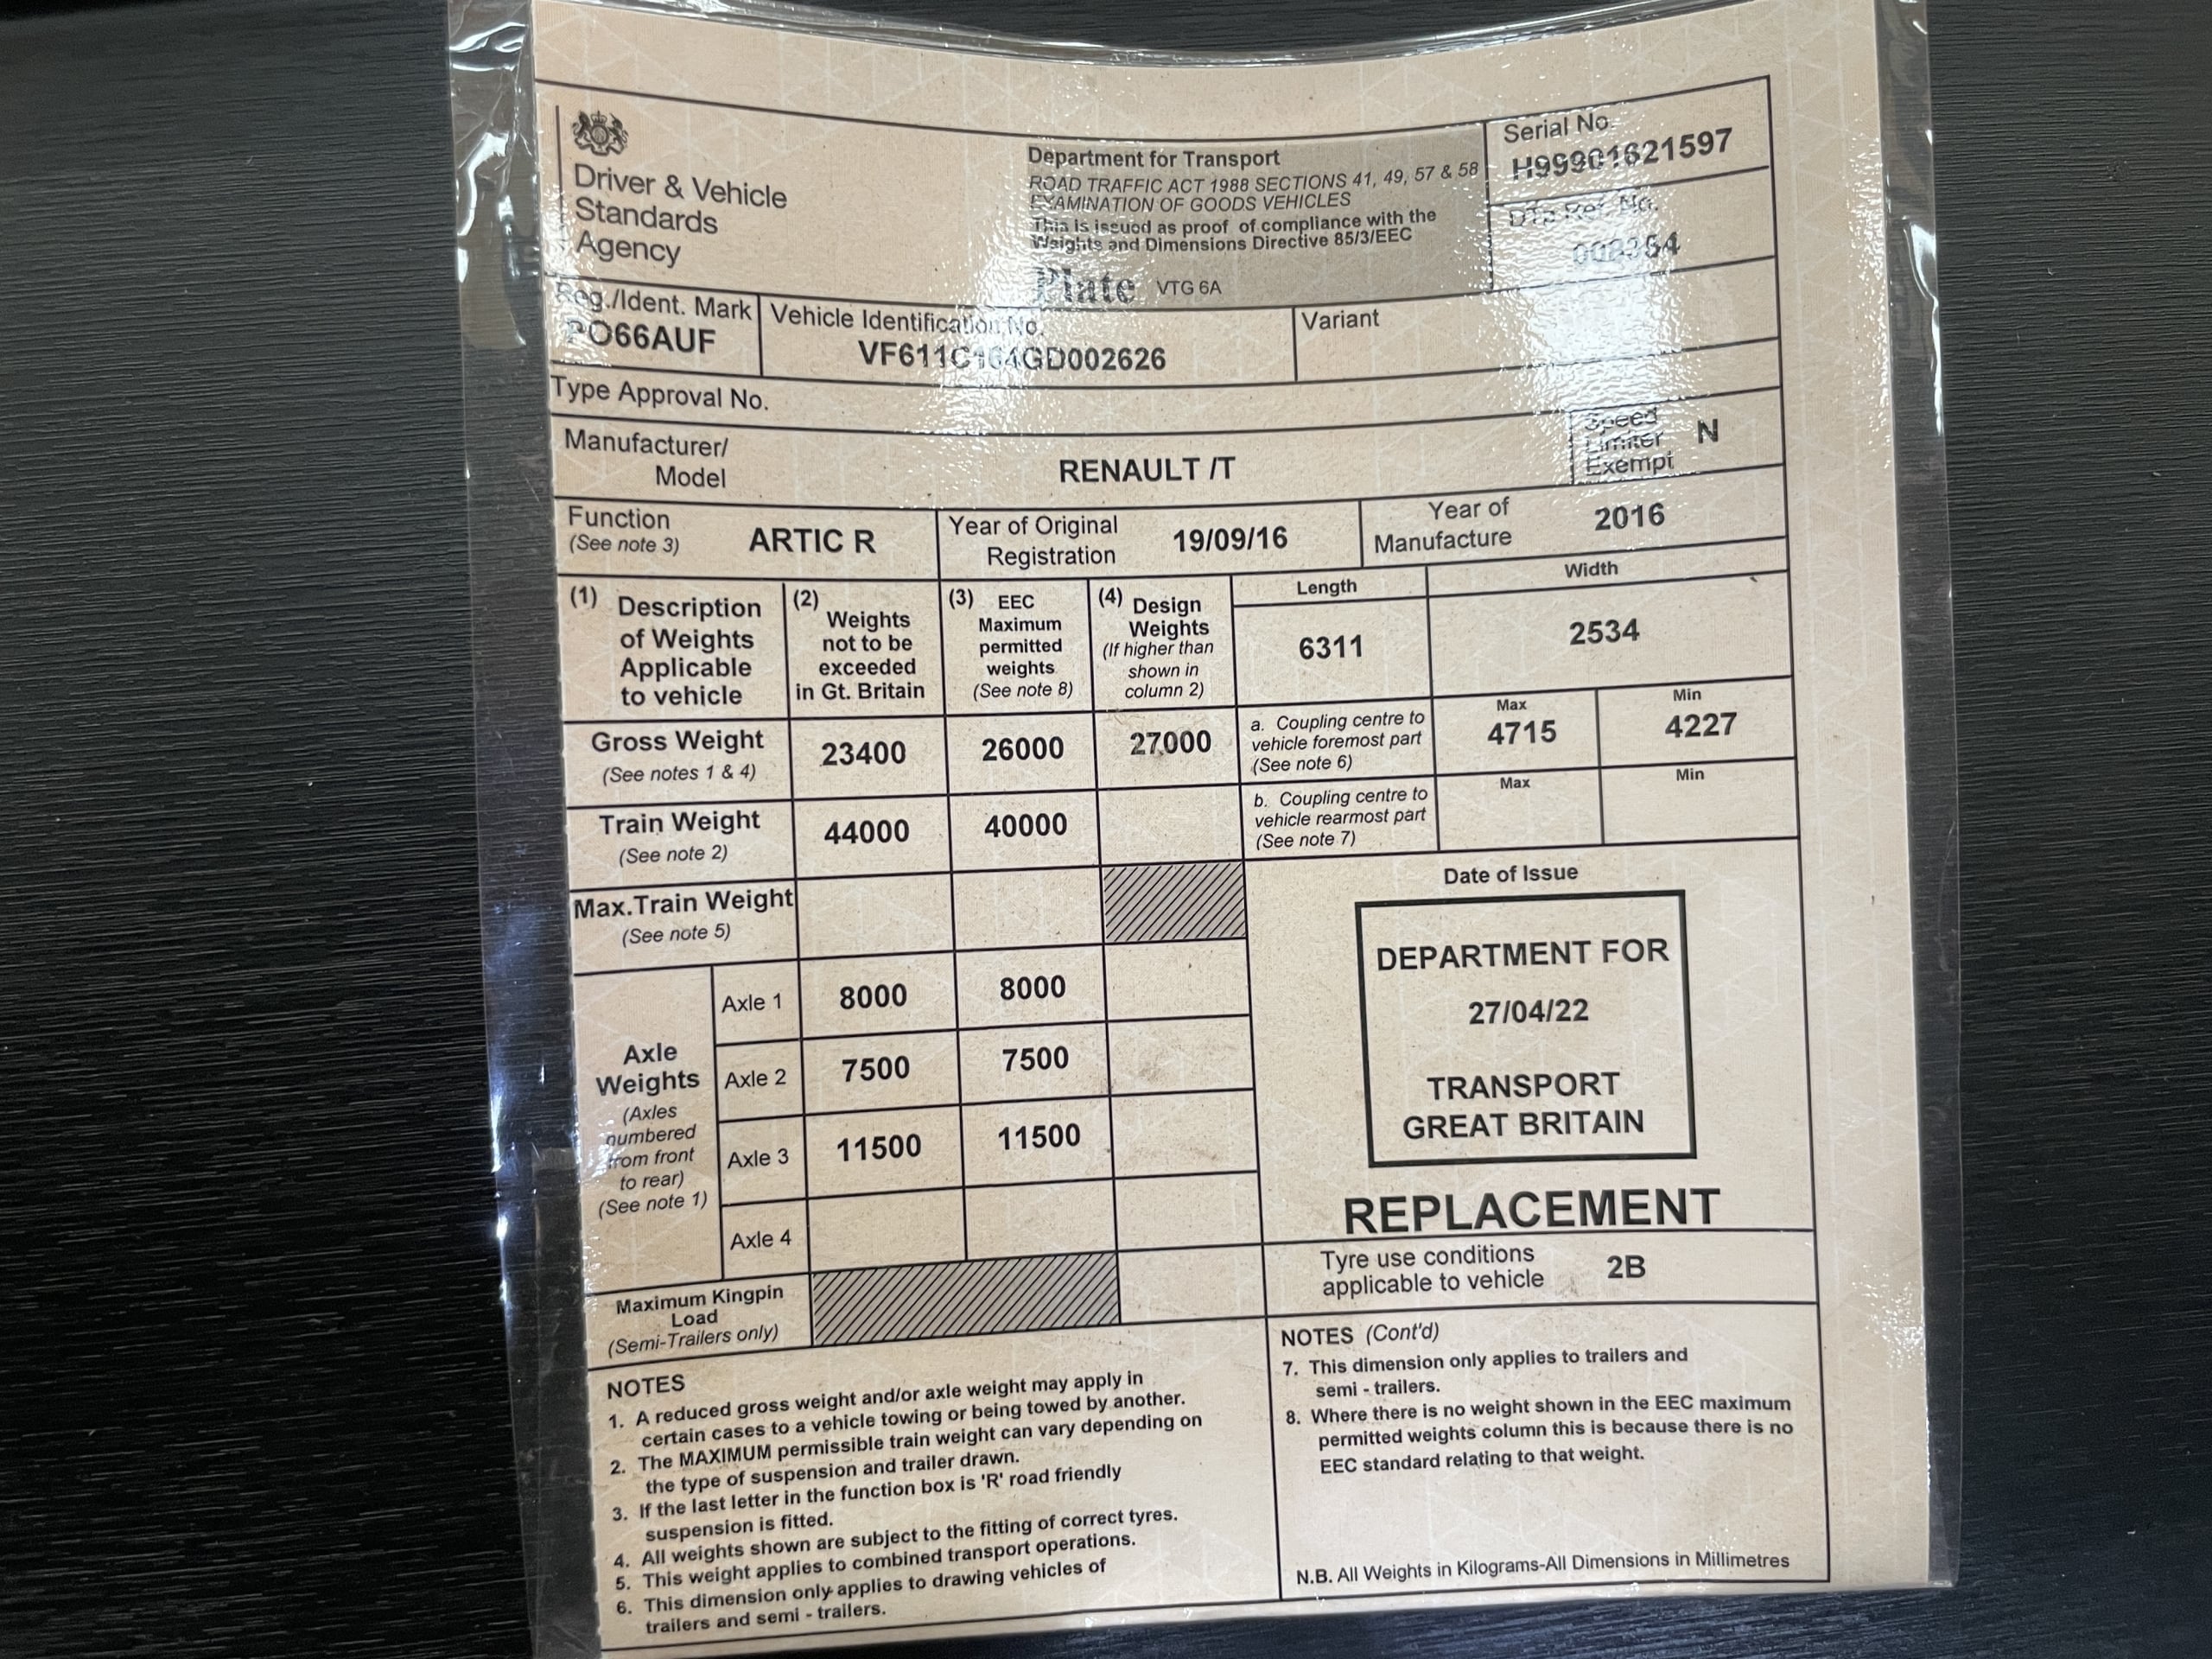 Driver & Vehicle
Standards
Agency
Department for Transport
ROAD TRAFFIC ACT 1988 SECTIONS 41, 49, 57 & 58
EXAMINATION OF GOODS VEHICLES
This is issued as proof of compliance with the
Weights and Dimensions Directive 85/3/EEC
Plate VTG 6A
Serial No.
H99901621597
DTp Ref. No.
Reg./Ident. Mark
PO66AUF
Vehicle Identification No.
Variant
Type Approval No.
Manufacturer/
Model
RENAULT /T
Speed
Limiter
Exempt
N
Function
(See note 3)
ARTIC R
Year of Original
Registration
19/09/16
Year of
Manufacture
2016
(1) Description
of Weights
Applicable
to vehicle
(2)
Weights
not to be
exceeded
in Gt. Britain
(3) EEC
Maximum
permitted
weights
(See note 8)
(4) Design
Weights
(If higher than
shown in
column 2)
Length
6311
Width
2534
Gross Weight
(See notes 1 & 4)
23400
26000
27000
a. Coupling centre to
vehicle foremost part
(See note 6)
Max
4715
Min
4227
Train Weight
(See note 2)
44000
40000
b. Coupling centre to
vehicle rearmost part
(See note 7)
Max
Min
Max.Train Weight
(See note 5)
Axle
Weights
(Axles
numbered
from front
to rear)
(See note 1)
Axle 1
8000
8000
Axle 2
7500
7500
Axle 3
11500
11500
Axle 4
Maximum Kingpin
Load
(Semi-Trailers only)
Date of Issue
DEPARTMENT FOR
27/04/22
TRANSPORT
GREAT BRITAIN
REPLACEMENT
Tyre use conditions
applicable to vehicle
2B
NOTES
1. A reduced gross weight and/or axle weight may apply in
certain cases to a vehicle towing or being towed by another.
2. The MAXIMUM permissible train weight can vary depending on
the type of suspension and trailer drawn.
3. If the last letter in the function box is 'R' road friendly
suspension is fitted.
4. All weights shown are subject to the fitting of correct tyres.
5. This weight applies to combined transport operations.
6. This dimension only applies to drawing vehicles of
trailers and semi - trailers.
NOTES (Cont'd)
7. This dimension only applies to trailers and
semi - trailers.
8. Where there is no weight shown in the EEC maximum
permitted weights column this is because there is no
EEC standard relating to that weight.
N.B. All Weights in Kilograms-All Dimensions in Millimetres